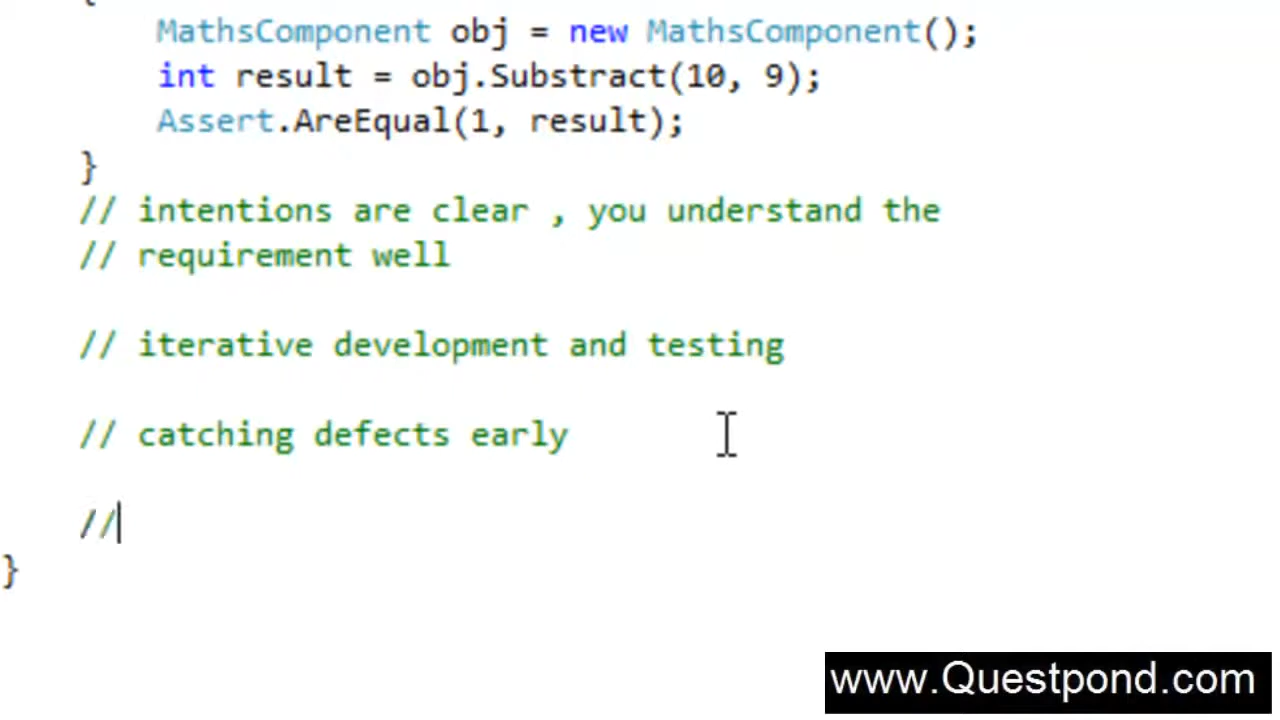 {
MathsComponent obj = new MathsComponent();
int result = obj.Substract(10, 9);
Assert.AreEqual(1, result);
}
// intentions are clear , you understand the
// requirement well
// iterative development and testing
// catching defects early
//
}
www.Questpond.com